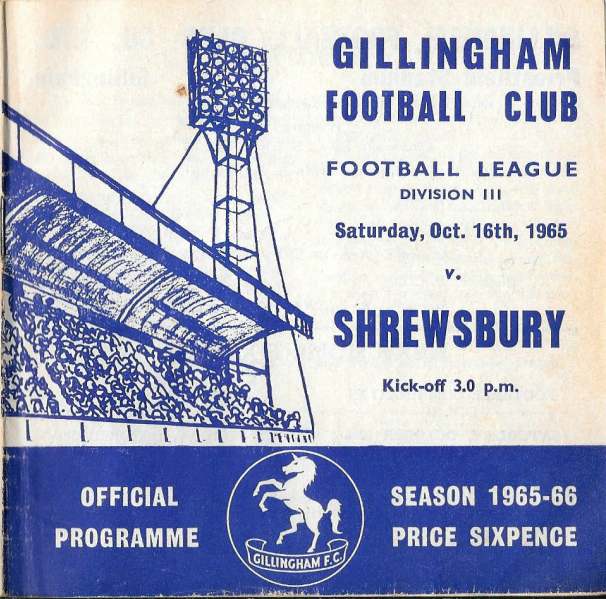 GILLINGHAM
FOOTBALL CLUB
FOOTBALL LEAGUE
DIVISION III
Saturday, Oct. 16th, 1965
v.
SHREWSBURY
Kick-off 3.0 p.m.
OFFICIAL
PROGRAMME
GILLINGHAM F.C.
SEASON 1965-66
PRICE SIXPENCE